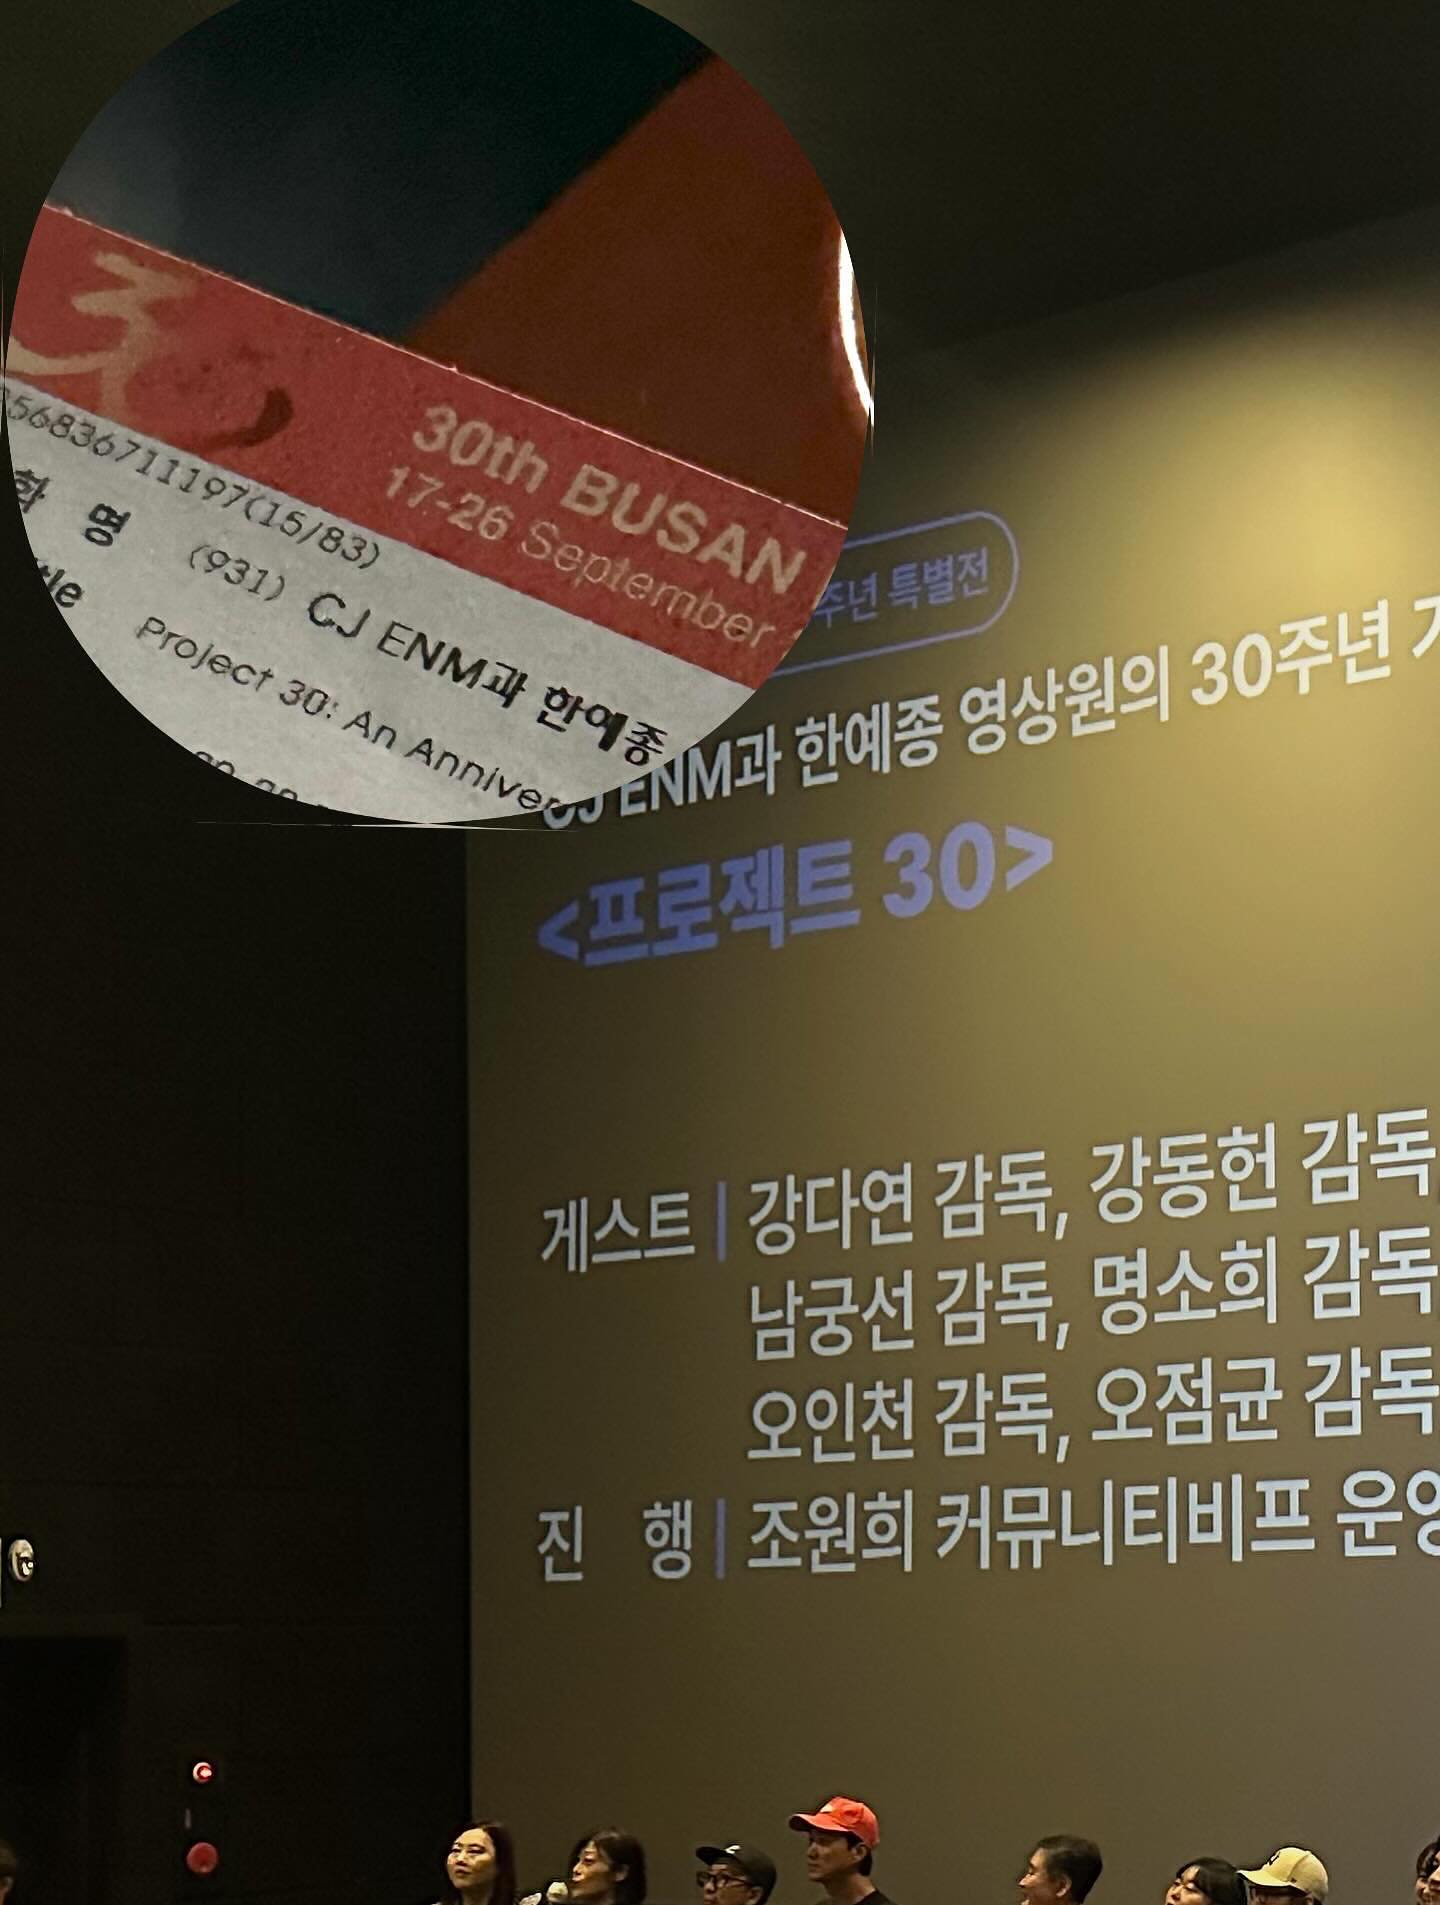 30th BUSAN
17-26 September
5683671​1197(15/83)
화 명 (931) CJ ENM과 한예종
Project 30: An Anniver
주년 특별전
CJ ENM과 한예종 영상원의 30주년
<프로젝트 30>
게스트 | 강다연 감독, 강동헌 감독,
남궁선 감독, 명소희 감독,
오인천 감독, 오점균 감독
진 행 | 조원희 커뮤니티비프 운영